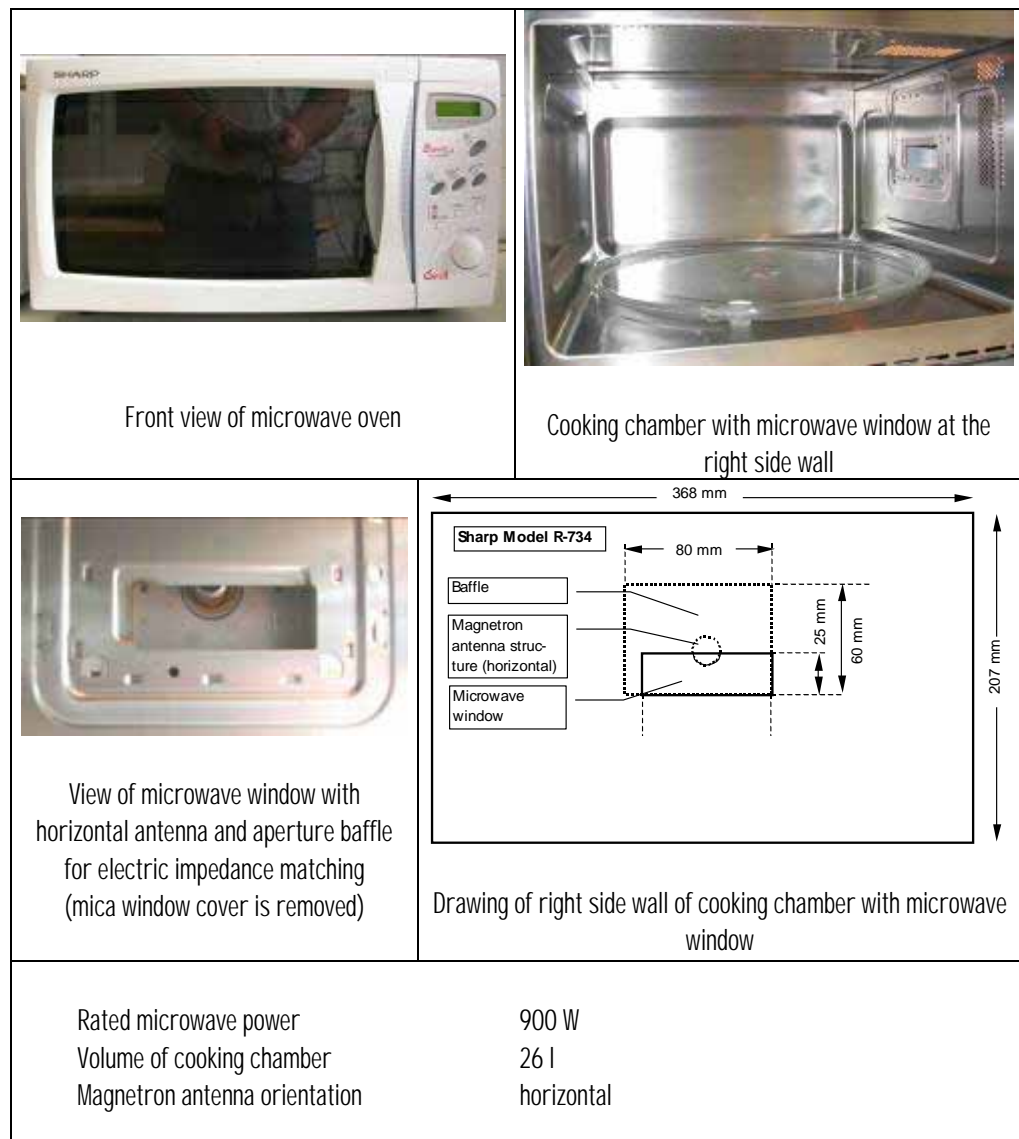 SHARP
Front view of microwave oven
Cooking chamber with microwave window at the
right side wall
View of microwave window with
horizontal antenna and aperture baffle
for electric impedance matching
(mica window cover is removed)
368 mm
Sharp Model R-734
80 mm
Baffle
Magnetron
antenna struc-
ture (horizontal)
Microwave
window
25 mm
60 mm
207 mm
Drawing of right side wall of cooking chamber with microwave
window
Rated microwave power 900 W
Volume of cooking chamber 26 l
Magnetron antenna orientation horizontal